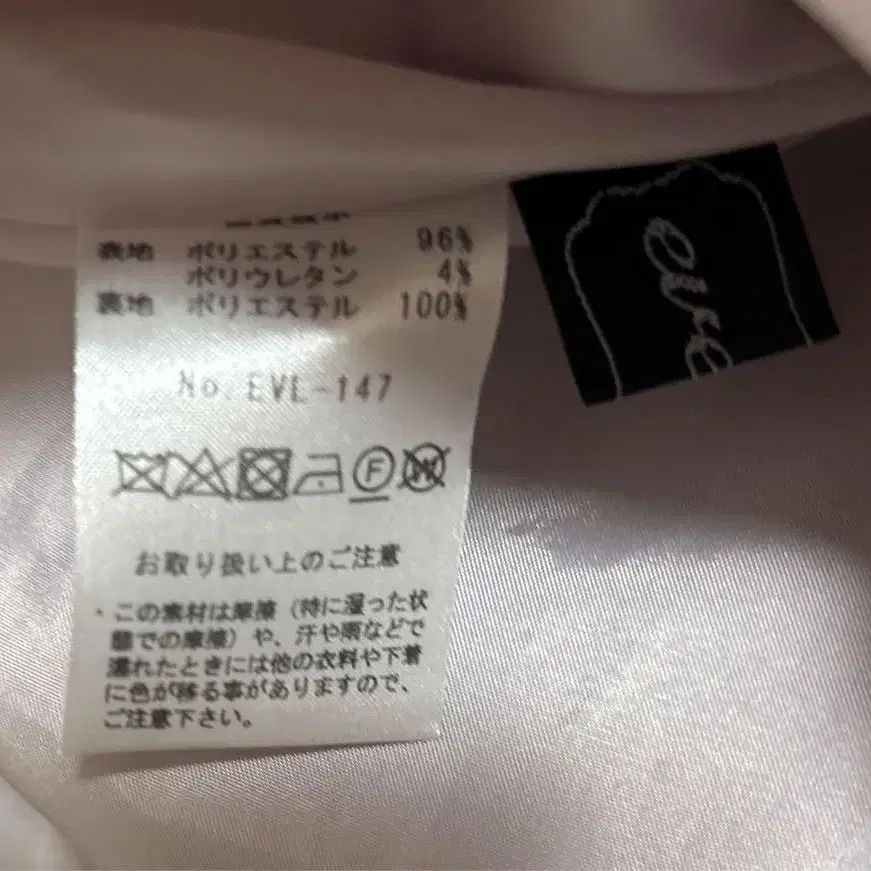 表地 ポリエステル 96%
ポリウレタン 4%
裏地 ポリエステル 100%
No. EVL-147
F
W
お取り扱い上のご注意
・この素材は摩擦（特に湿った状
態での摩擦）や、汗や雨などで
濡れたときには他の衣料や下着
に色が移る事がありますので、
ご注意下さい。